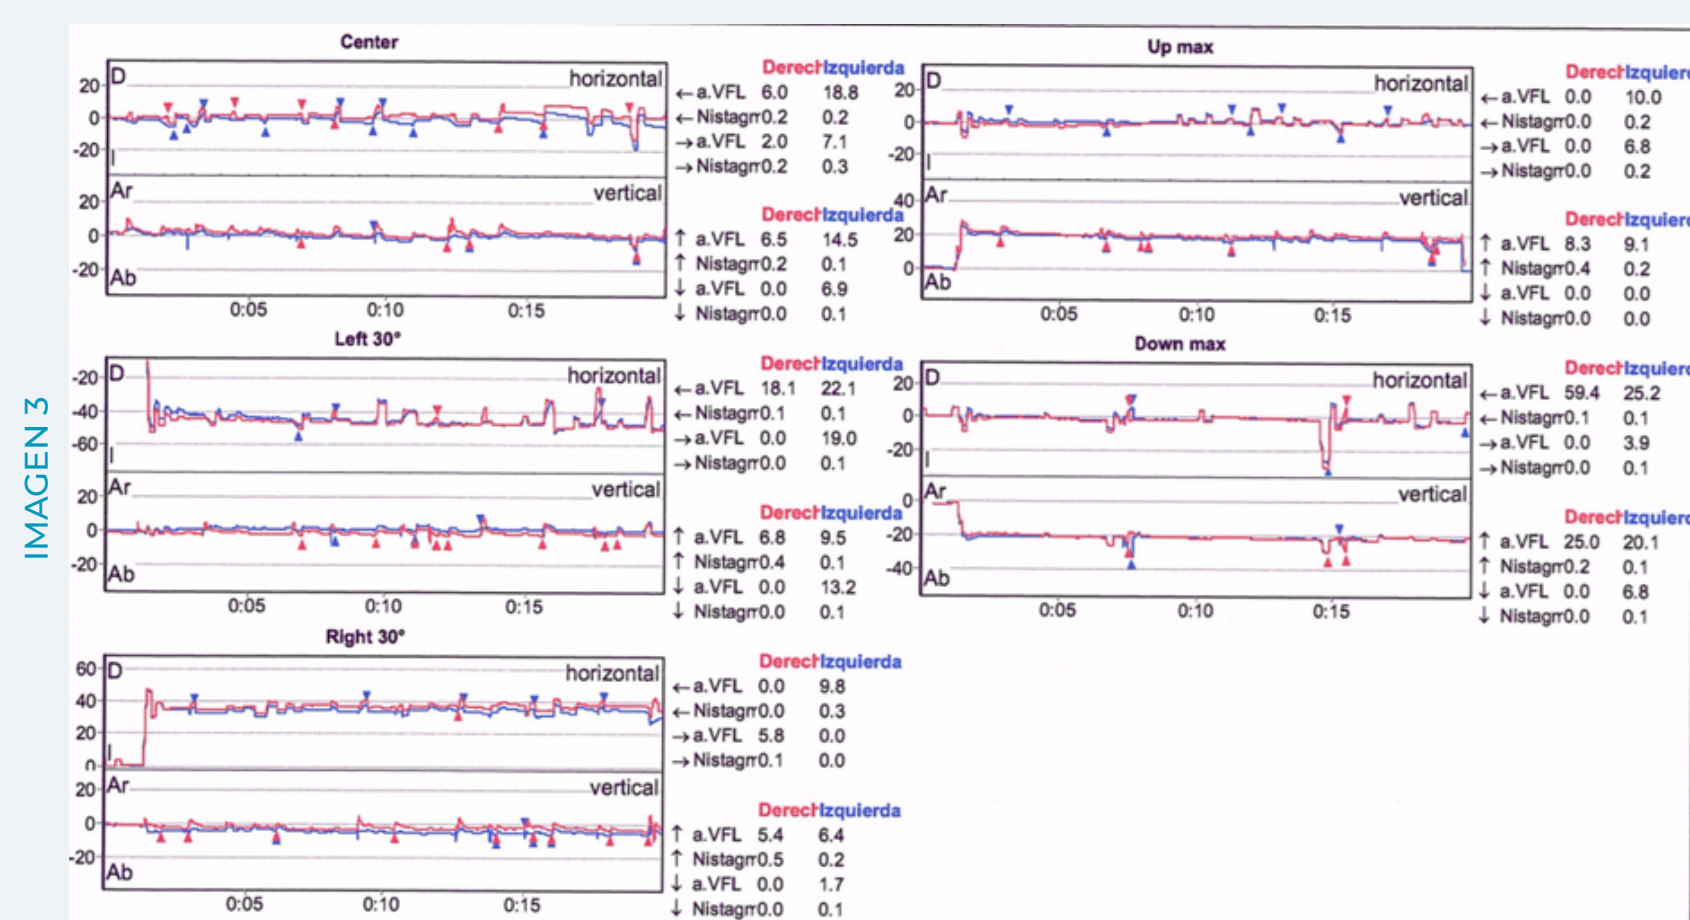 IMAGEN 3
Center
D
horizontal
20
0
-20
I
Ar
vertical
20
0
-20
Ab
0:05 0:10 0:15
Derech Izquierda
← a.VFL 6.0 18.8
← Nistagm 0.2 0.2
→ a.VFL 2.0 7.1
→ Nistagm 0.2 0.3
Derech Izquierda
↑ a.VFL 6.5 14.5
↑ Nistagm 0.2 0.1
↓ a.VFL 0.0 6.9
↓ Nistagm 0.0 0.1
Up max
D
horizontal
20
0
-20
I
Ar
vertical
40
20
0
Ab
0:05 0:10 0:15
Derech Izquierd
← a.VFL 0.0 10.0
← Nistagm 0.0 0.2
→ a.VFL 0.0 6.8
→ Nistagm 0.0 0.2
Derech Izquierd
↑ a.VFL 8.3 9.1
↑ Nistagm 0.4 0.2
↓ a.VFL 0.0 0.0
↓ Nistagm 0.0 0.0
Left 30°
D
horizontal
-20
-40
-60
I
Ar
vertical
20
0
-20
Ab
0:05 0:10 0:15
Derech Izquierda
← a.VFL 18.1 22.1
← Nistagm 0.1 0.1
→ a.VFL 0.0 19.0
→ Nistagm 0.0 0.1
Derech Izquierda
↑ a.VFL 6.8 9.5
↑ Nistagm 0.4 0.1
↓ a.VFL 0.0 13.2
↓ Nistagm 0.0 0.1
Down max
D
horizontal
20
0
-20
I
Ar
vertical
0
-20
-40
Ab
0:05 0:10 0:15
Derech Izquierd
← a.VFL 59.4 25.2
← Nistagm 0.1 0.1
→ a.VFL 0.0 3.9
→ Nistagm 0.0 0.1
Derech Izquierd
↑ a.VFL 25.0 20.1
↑ Nistagm 0.2 0.1
↓ a.VFL 0.0 6.8
↓ Nistagm 0.0 0.1
Right 30°
D
horizontal
60
40
20
0
I
Ar
vertical
20
0
-20
Ab
0:05 0:10 0:15
Derech Izquierda
← a.VFL 0.0 9.8
← Nistagm 0.0 0.3
→ a.VFL 5.8 0.0
→ Nistagm 0.1 0.0
Derech Izquierda
↑ a.VFL 5.4 6.4
↑ Nistagm 0.5 0.2
↓ a.VFL 0.0 1.7
↓ Nistagm 0.0 0.1